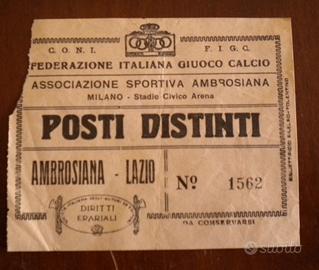 C.O.N.I. F.I.G.C.
FEDERAZIONE ITALIANA GIUOCO CALCIO
ASSOCIAZIONE SPORTIVA AMBROSIANA
MILANO - Stadio Civico Arena
POSTI DISTINTI
AMBROSIANA - LAZIO
No. 1562
DIRITTI
ERARIALI
DA CONSERVARSI
subito